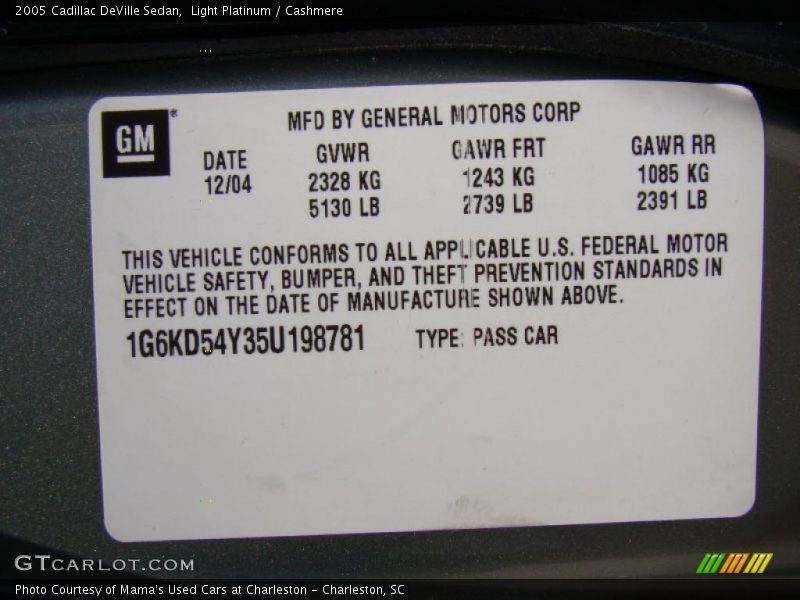 2005 Cadillac DeVille Sedan, Light Platinum / Cashmere
GM
MFD BY GENERAL MOTORS CORP
DATE GVWR GAWR FRT GAWR RR
12/04 2328 KG 1243 KG 1085 KG
5130 LB 2739 LB 2391 LB
THIS VEHICLE CONFORMS TO ALL APPLICABLE U.S. FEDERAL MOTOR
VEHICLE SAFETY, BUMPER, AND THEFT PREVENTION STANDARDS IN
EFFECT ON THE DATE OF MANUFACTURE SHOWN ABOVE.
1G6KD54Y35U198781 TYPE: PASS CAR
GTCARLOT.COM
Photo Courtesy of Mama's Used Cars at Charleston - Charleston, SC